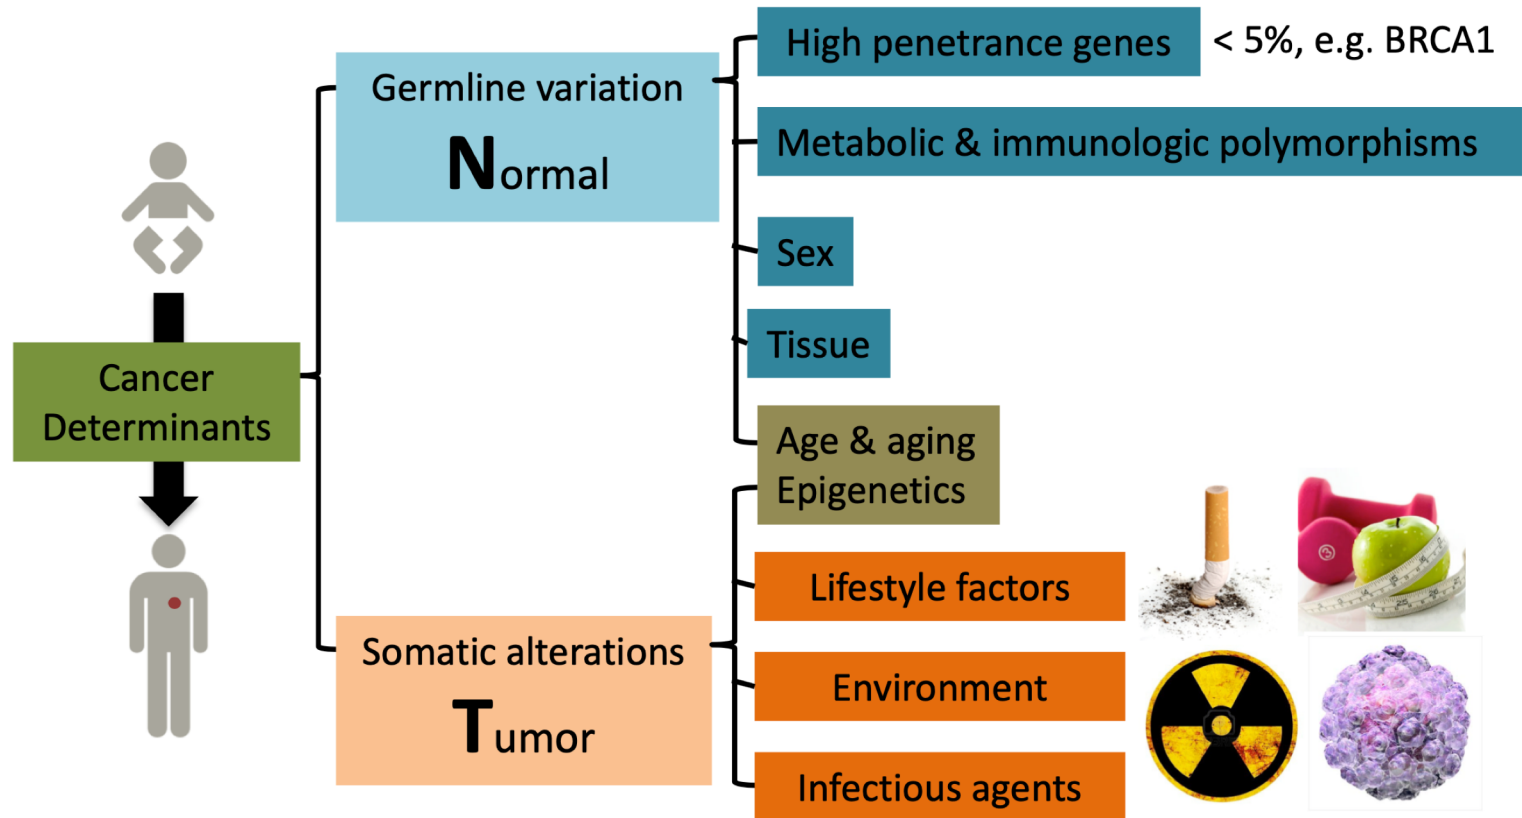 High penetrance genes
< 5%, e.g. BRCA1
Germline variation
Normal
Metabolic & immunologic polymorphisms
Sex
Tissue
Cancer
Determinants
Age & aging
Epigenetics
Lifestyle factors
Somatic alterations
Tumor
Environment
Infectious agents